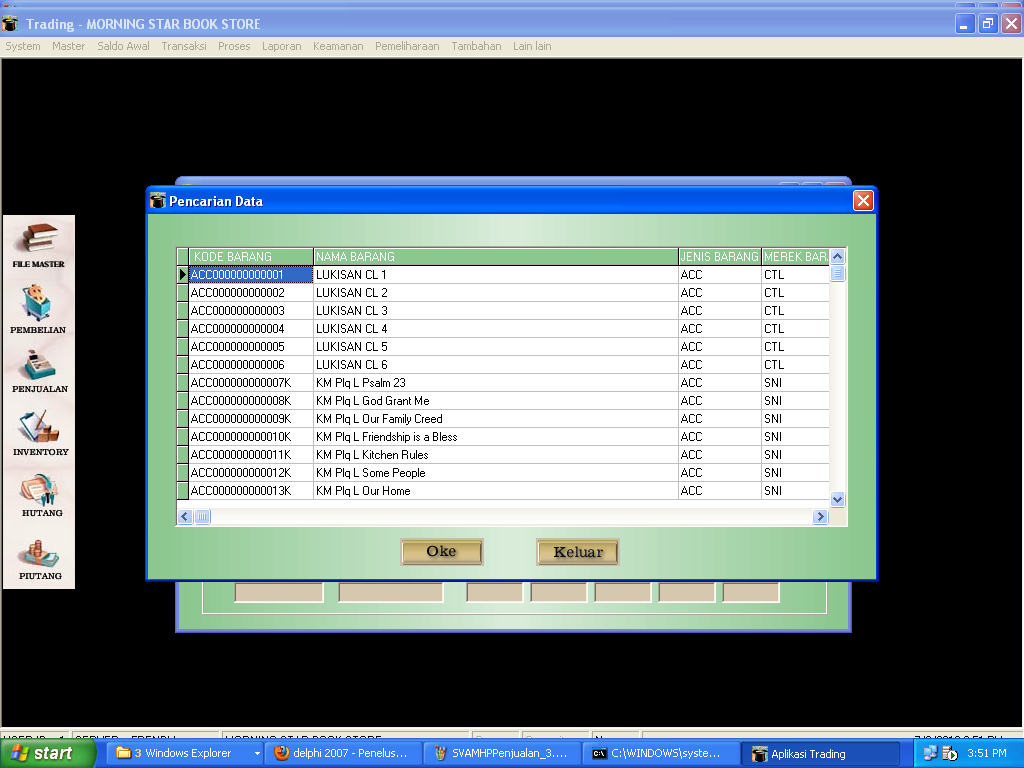 Trading - MORNING STAR BOOK STORE
System Master Saldo Awal Transaksi Proses Laporan Keamanan Pemeliharaan Tambahan Lain lain
FILE MASTER
PEMBELIAN
PENJUALAN
INVENTORY
HUTANG
PIUTANG
Pencarian Data
KODE BARANG NAMA BARANG JENIS BARANG MEREK BAR
ACC000000000001 LUKISAN CL 1 ACC CTL
ACC000000000002 LUKISAN CL 2 ACC CTL
ACC000000000003 LUKISAN CL 3 ACC CTL
ACC000000000004 LUKISAN CL 4 ACC CTL
ACC000000000005 LUKISAN CL 5 ACC CTL
ACC000000000006 LUKISAN CL 6 ACC CTL
ACC000000000007K KM Plq L Psalm 23 ACC SNI
ACC000000000008K KM Plq L God Grant Me ACC SNI
ACC000000000009K KM Plq L Our Family Creed ACC SNI
ACC000000000010K KM Plq L Friendship is a Bless ACC SNI
ACC000000000011K KM Plq L Kitchen Rules ACC SNI
ACC000000000012K KM Plq L Some People ACC SNI
ACC000000000013K KM Plq L Our Home ACC SNI
Oke Keluar
MORNING STAR BOOK STORE
start 3 Windows Explorer delphi 2007 - Penelus... SVAMHPPenjualan_3.... C:\WINDOWS\syste... Aplikasi Trading 3:51 PM